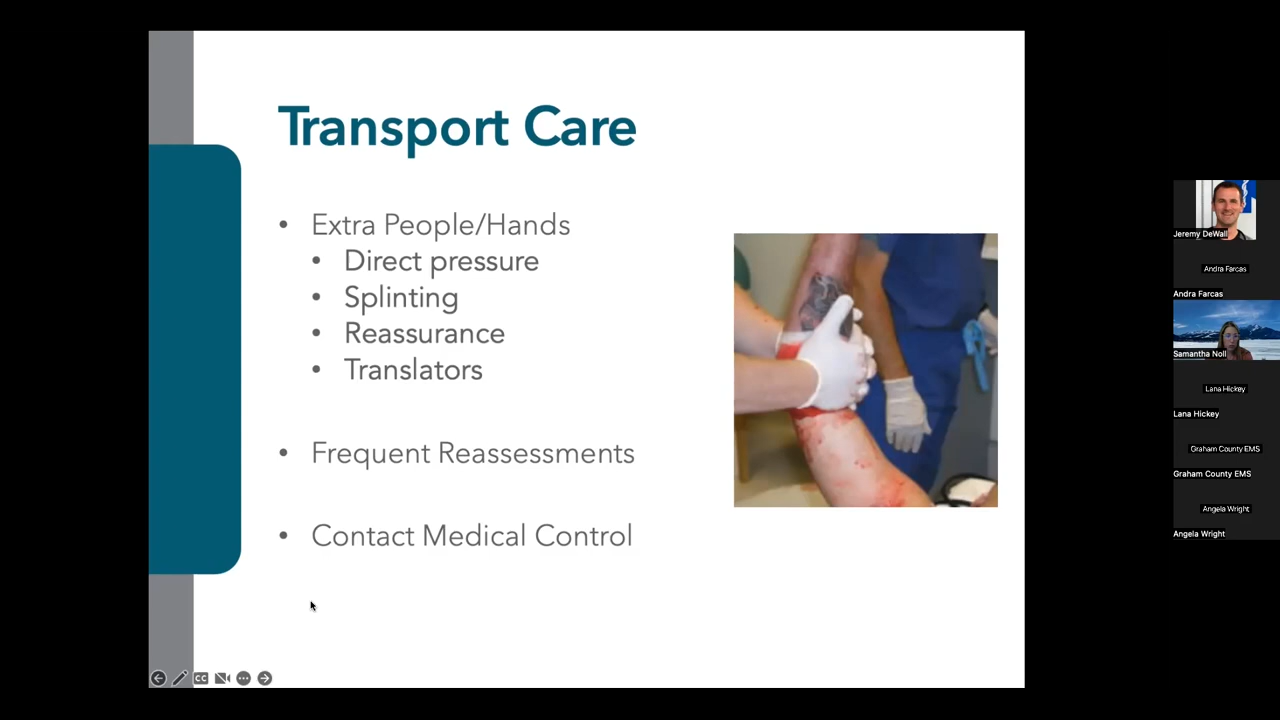 Transport Care
• Extra People/Hands
• Direct pressure
• Splinting
• Reassurance
• Translators
• Frequent Reassessments
• Contact Medical Control
CC
Jeremy DeWall
Andra Farcas
Andra Farcas
Samantha Noll
Lana Hickey
Lana Hickey
Graham County EMS
Graham County EMS
Angela Wright
Angela Wright